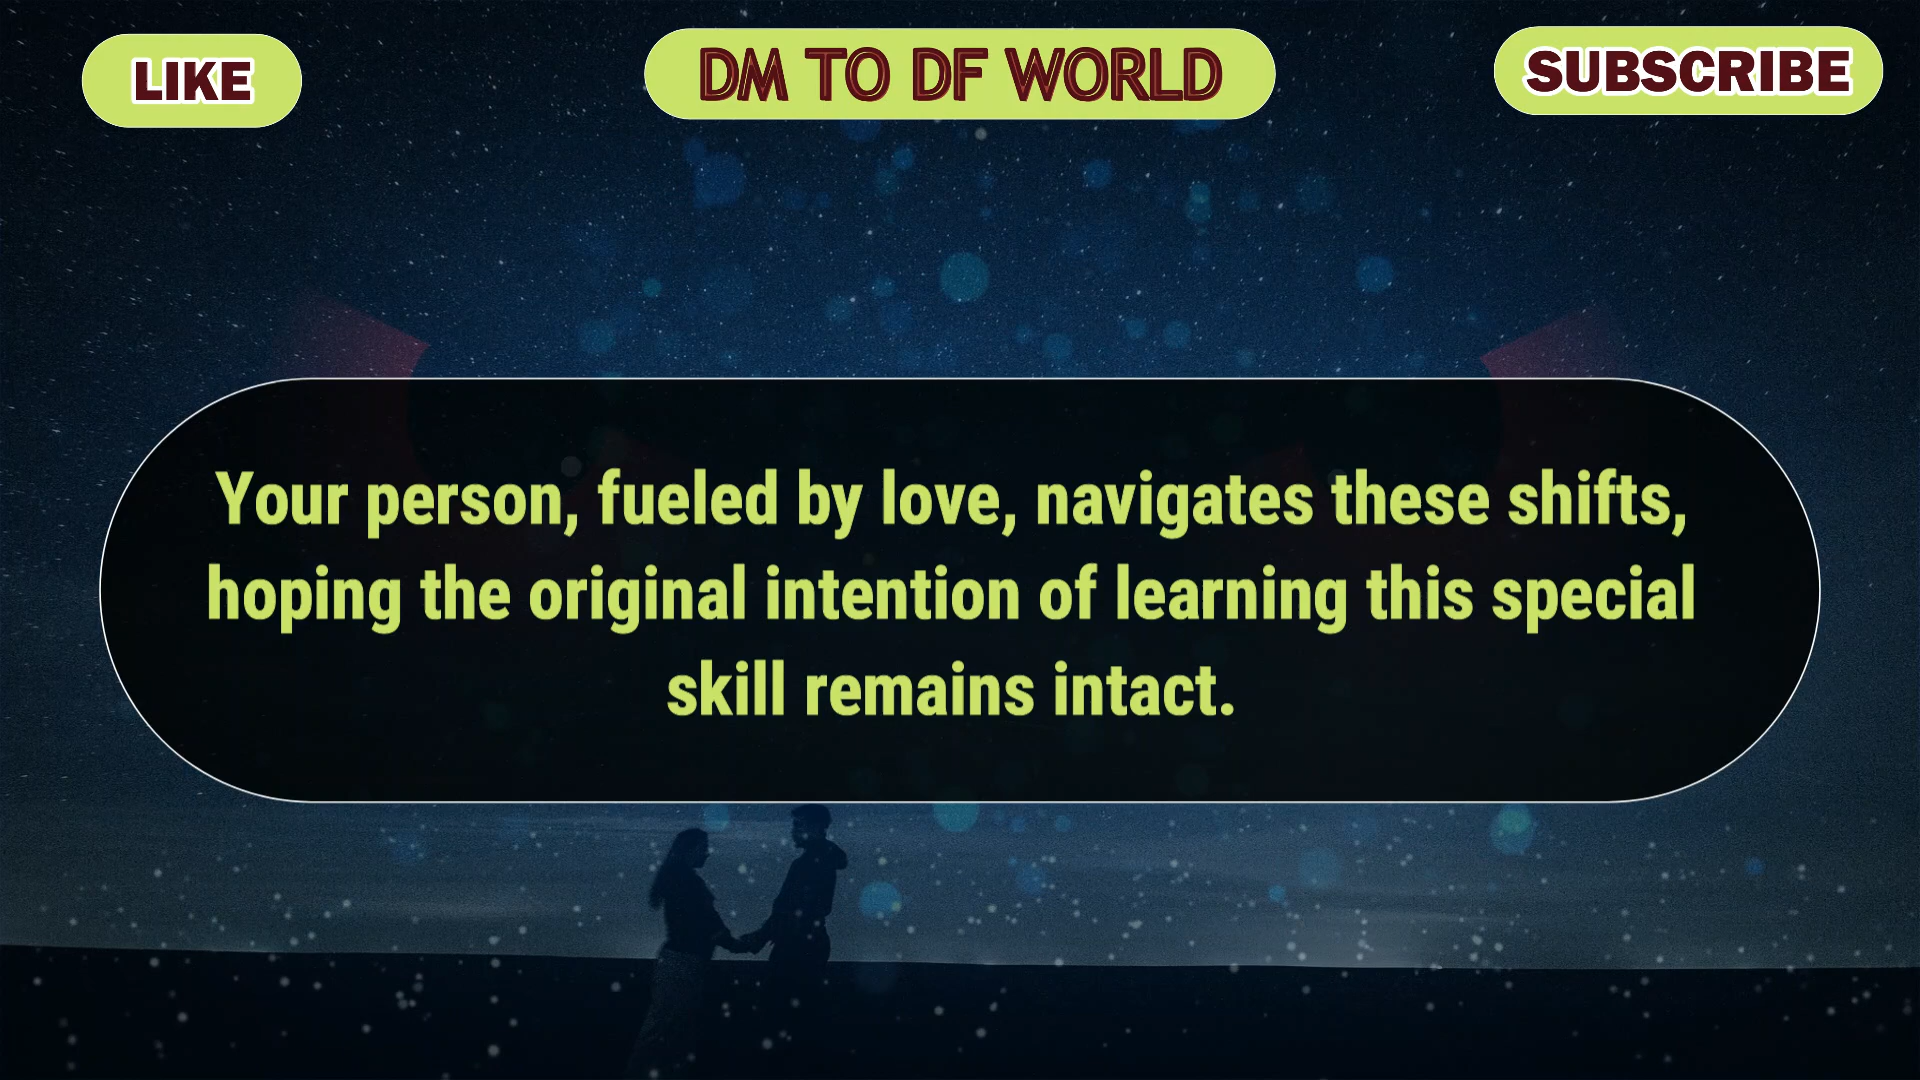 LIKE
DM TO DF WORLD
SUBSCRIBE
Your person, fueled by love, navigates these shifts,
hoping the original intention of learning this special
skill remains intact.